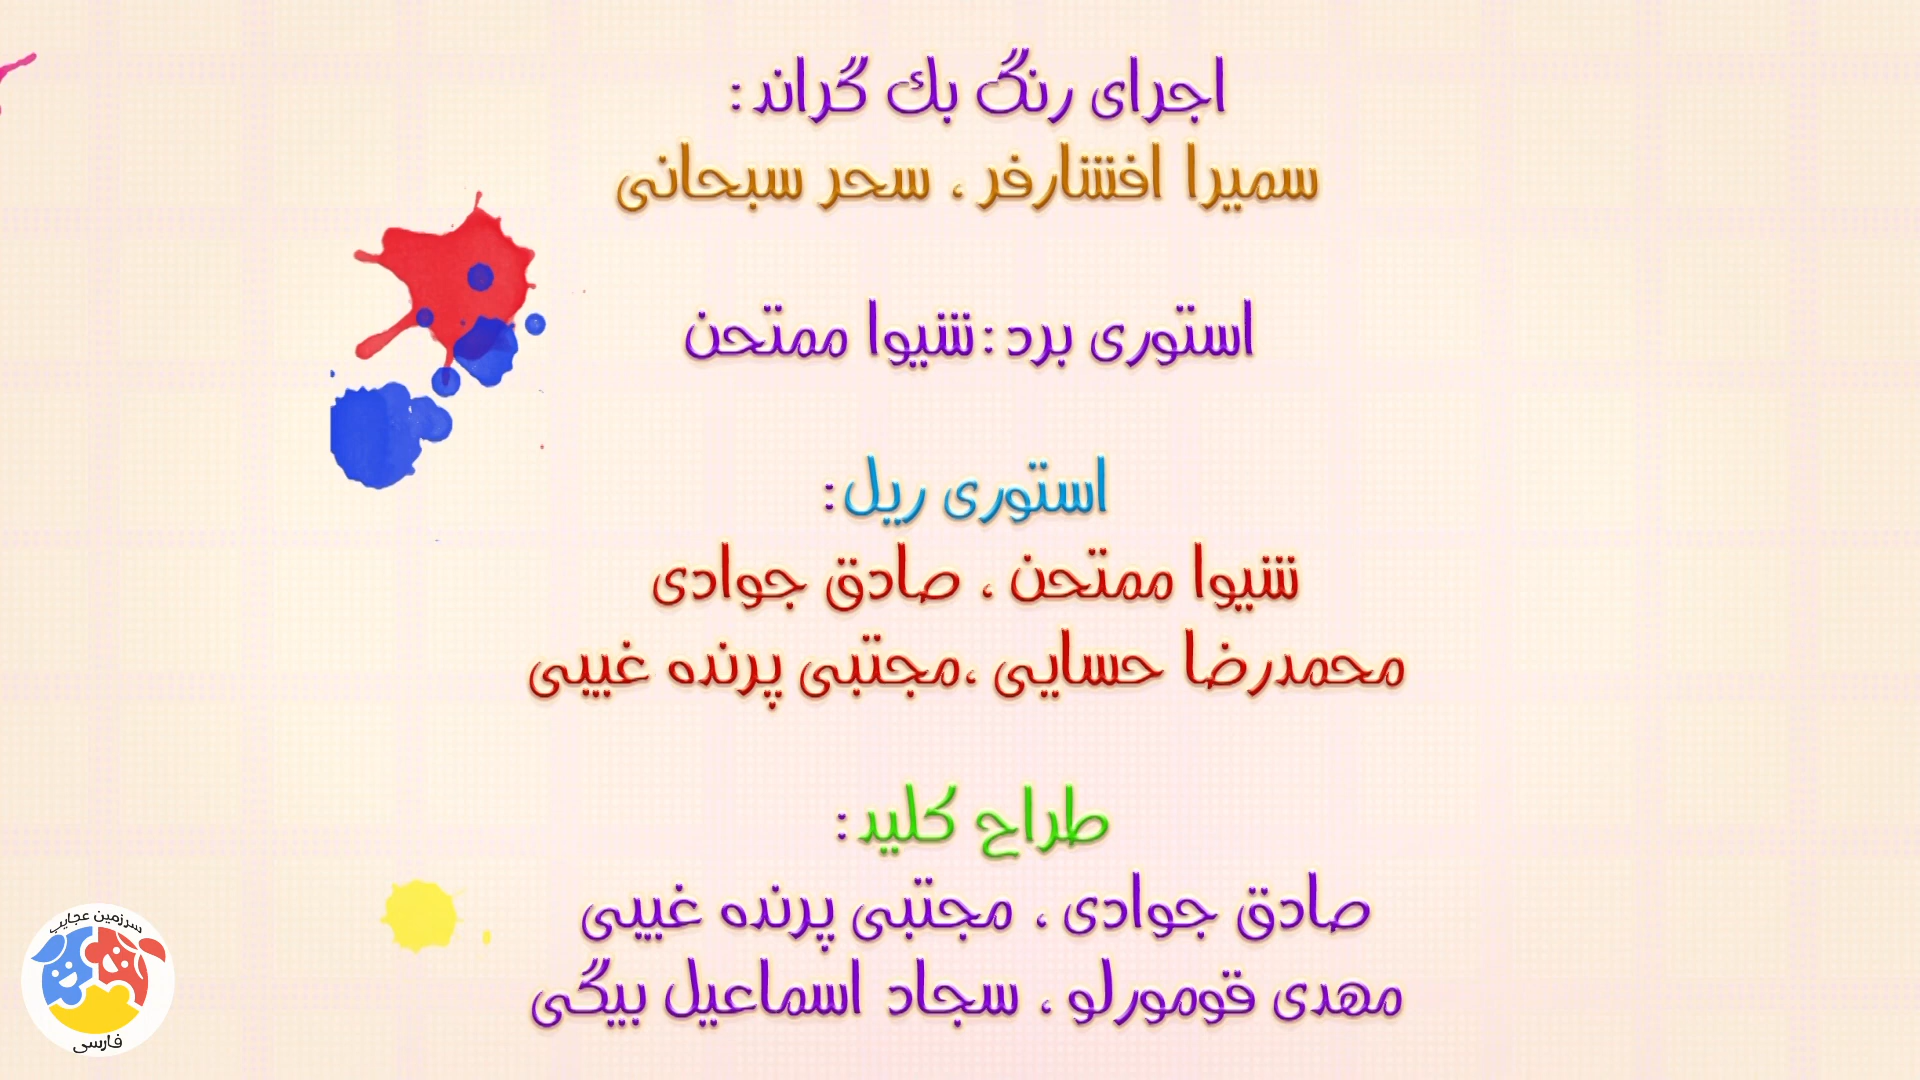 اجرای رنگ بك گراند :
سمیرا افشارفر ، سحر سبحانی
استوری برد : شیوا ممتحن
استوری ریل :
شیوا ممتحن ، صادق جوادی
محمدرضا حسایی ،مجتبی پرنده غیبی
طراح کلید :
صادق جوادی ، مجتبی پرنده غیبی
مهدی قومورلو ، سجاد اسماعیل بیگی
سرزمین عجایب
فارسی